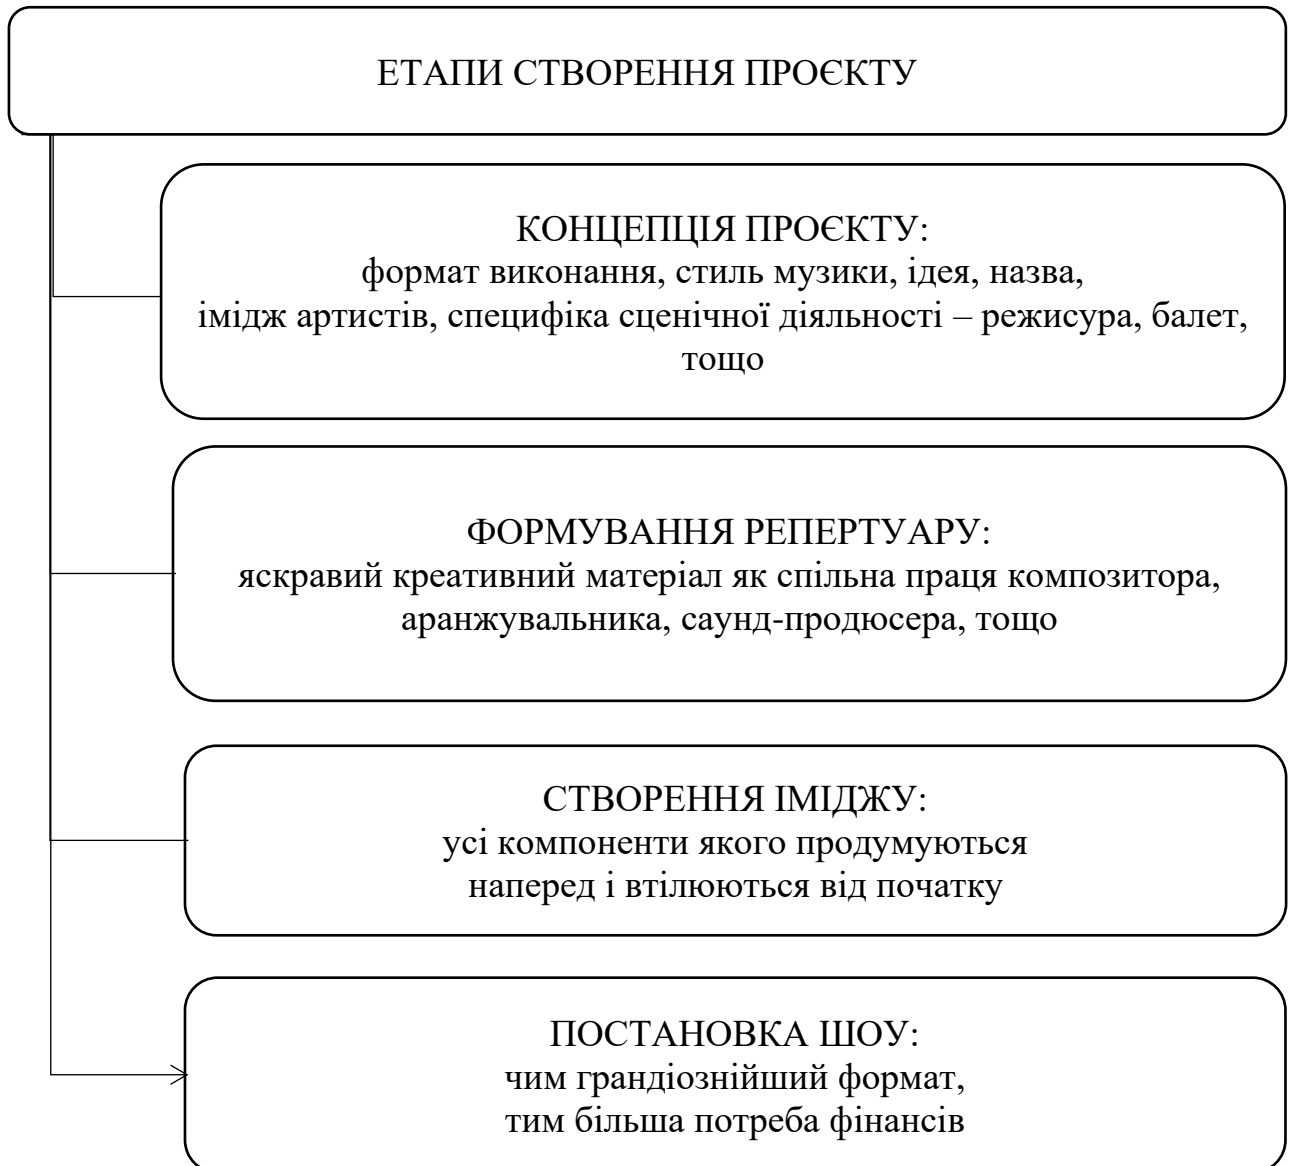 ЕТАПИ СТВОРЕННЯ ПРОЄКТУ
КОНЦЕПЦІЯ ПРОЄКТУ:
формат виконання, стиль музики, ідея, назва,
імідж артистів, специфіка сценічної діяльності – режисура, балет,
тощо
ФОРМУВАННЯ РЕПЕРТУАРУ:
яскравий креативний матеріал як спільна праця композитора,
аранжувальника, саунд-продюсера, тощо
СТВОРЕННЯ ІМІДЖУ:
усі компоненти якого продумуються
наперед і втілюються від початку
ПОСТАНОВКА ШОУ:
чим грандіознійший формат,
тим більша потреба фінансів